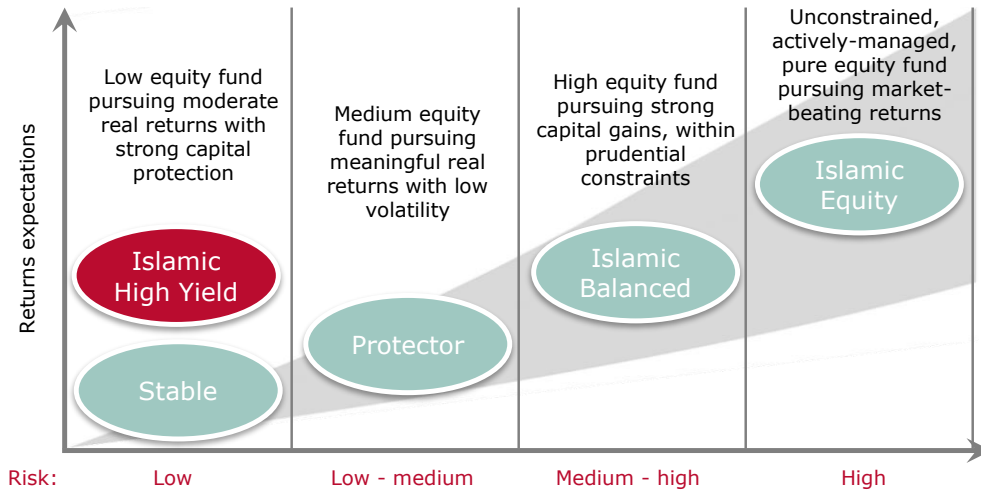 Returns expectations
Low equity fund
pursuing moderate
real returns with
strong capital
protection
Islamic
High Yield
Stable
Medium equity
fund pursuing
meaningful real
returns with low
volatility
Protector
High equity fund
pursuing strong
capital gains, within
prudential
constraints
Islamic
Balanced
Unconstrained,
actively-managed,
pure equity fund
pursuing market-
beating returns
Islamic
Equity
Risk:
Low
Low - medium
Medium - high
High